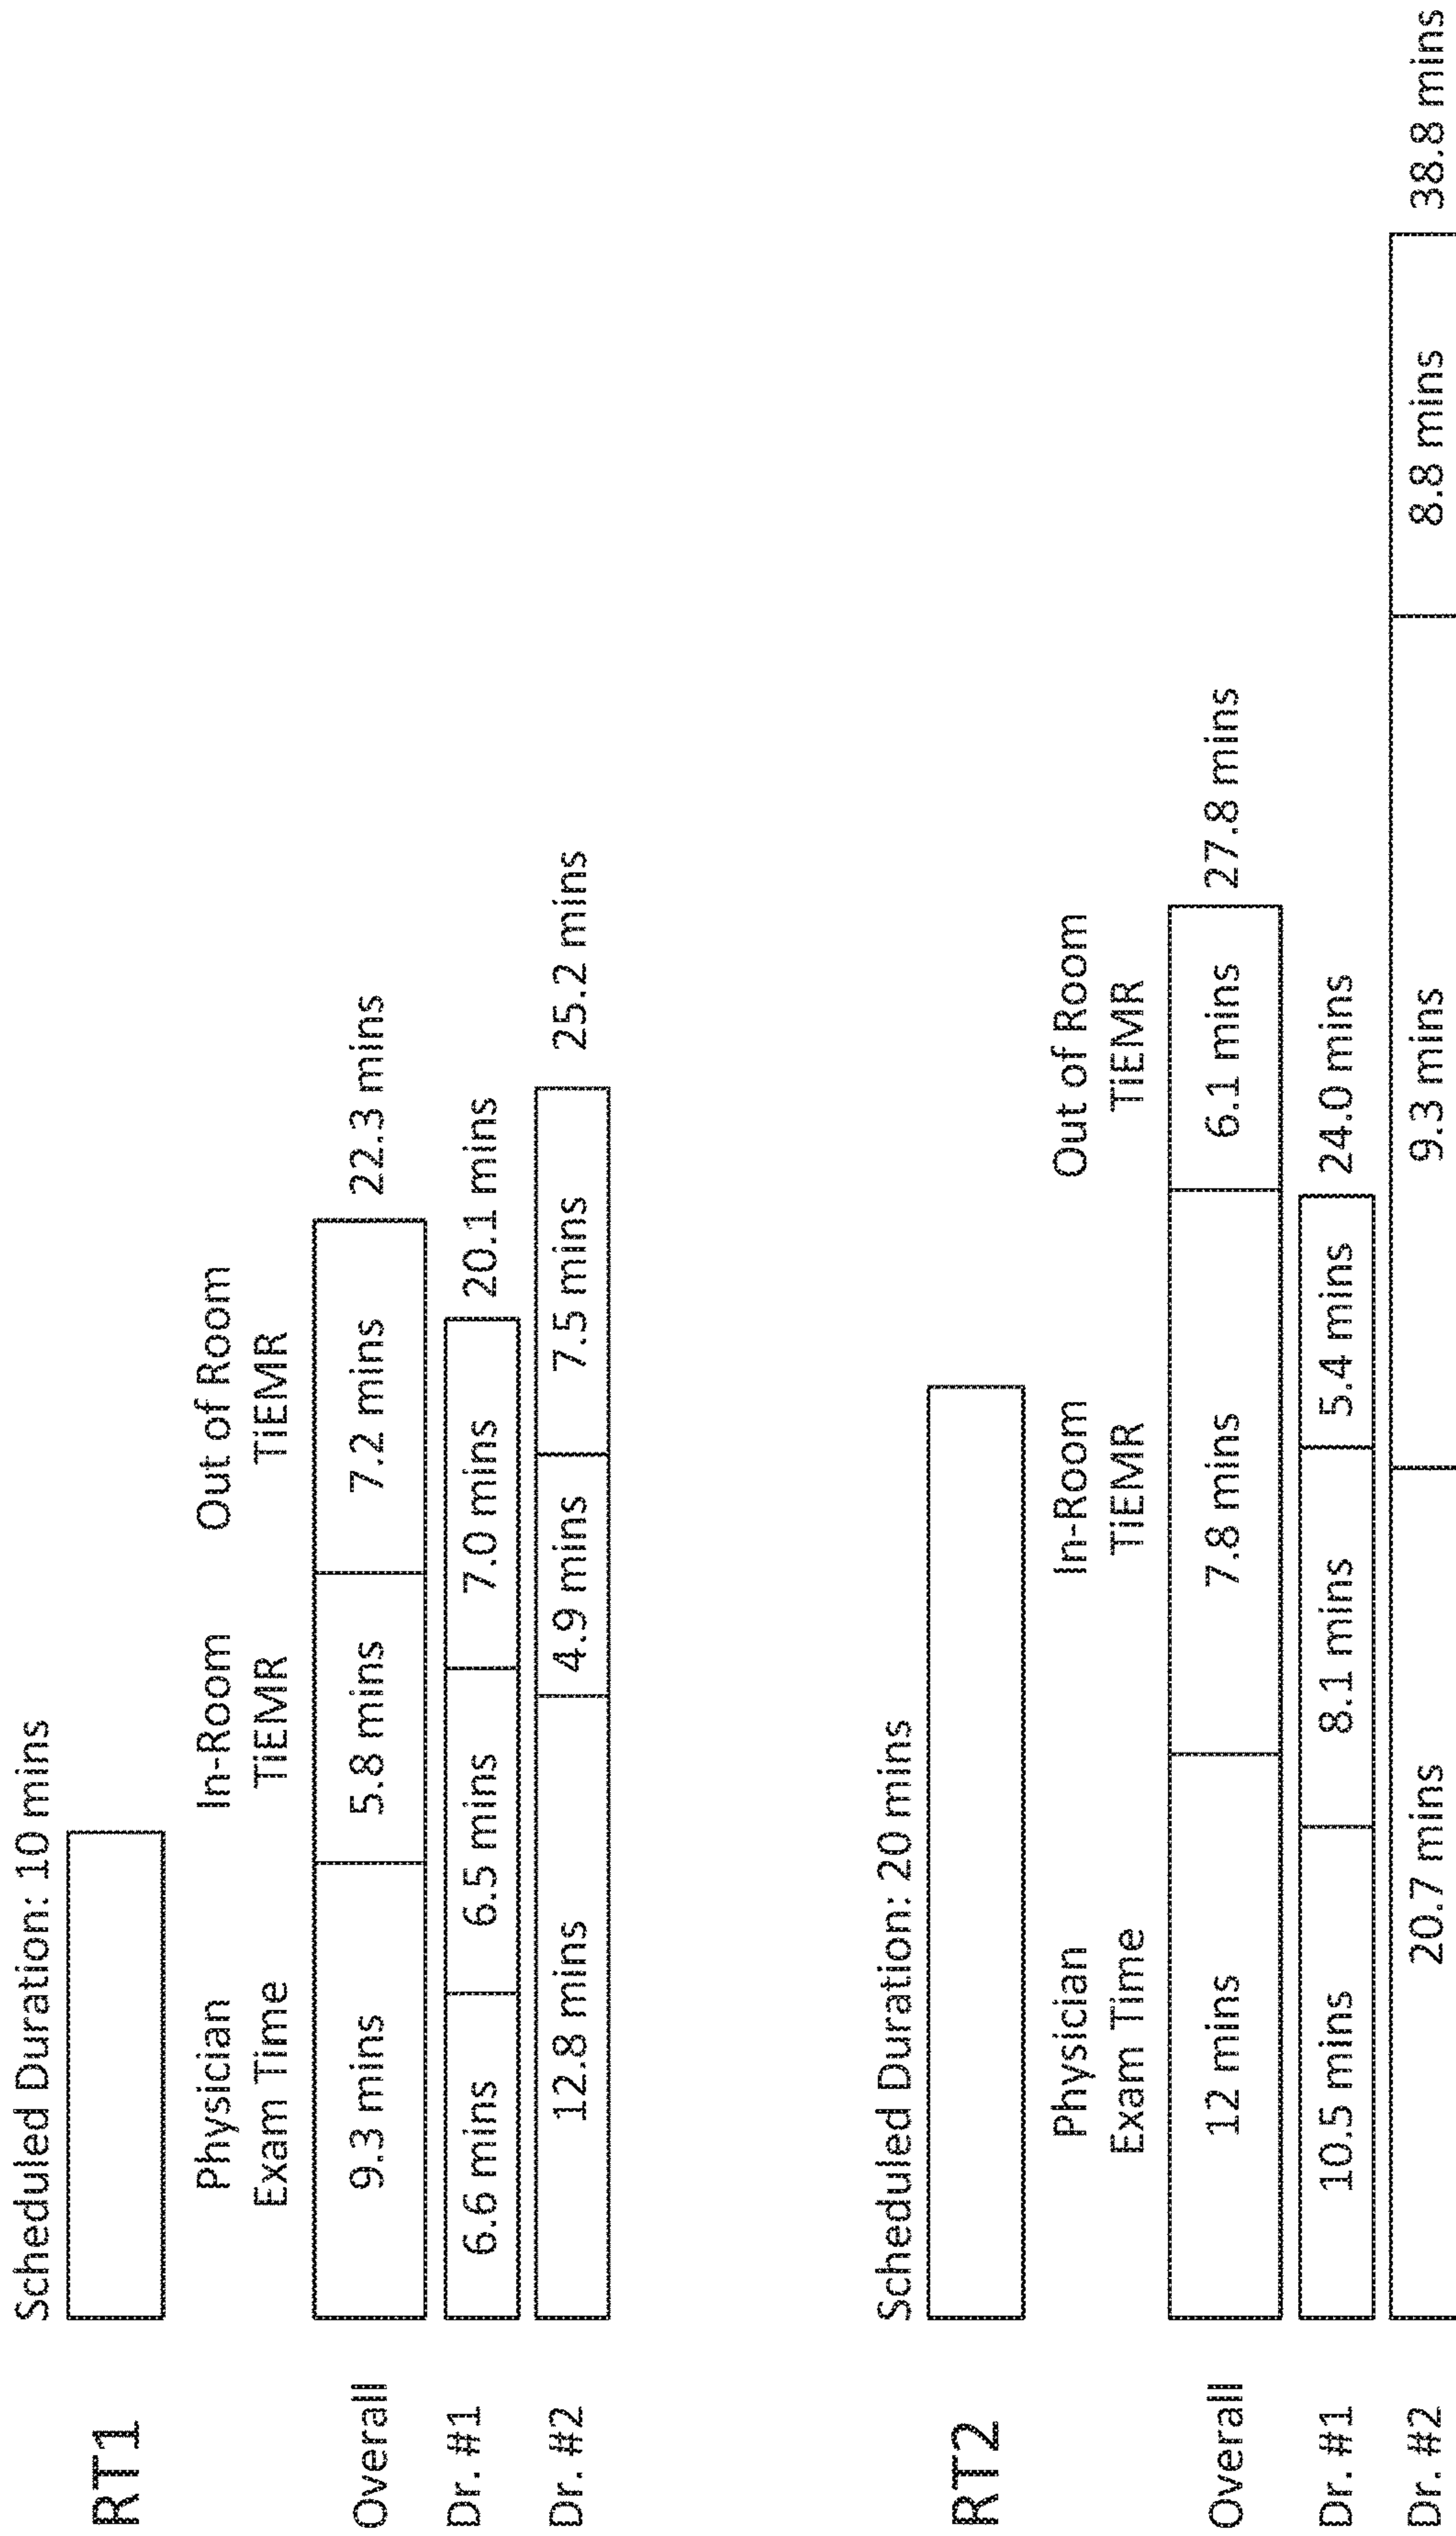 Scheduled Duration: 10 mins
RT1
Physician
Exam Time
In-Room
TiEMR
Out of Room
TiEMR
Overall
9.3 mins
5.8 mins
7.2 mins
22.3 mins
Dr. #1
6.6 mins
6.5 mins
7.0 mins
20.1 mins
Dr. #2
12.8 mins
4.9 mins
7.5 mins
25.2 mins
Scheduled Duration: 20 mins
RT2
Physician
Exam Time
In-Room
TiEMR
Out of Room
TiEMR
Overall
12 mins
7.8 mins
6.1 mins
27.8 mins
Dr. #1
10.5 mins
8.1 mins
5.4 mins
24.0 mins
Dr. #2
20.7 mins
9.3 mins
8.8 mins
38.8 mins